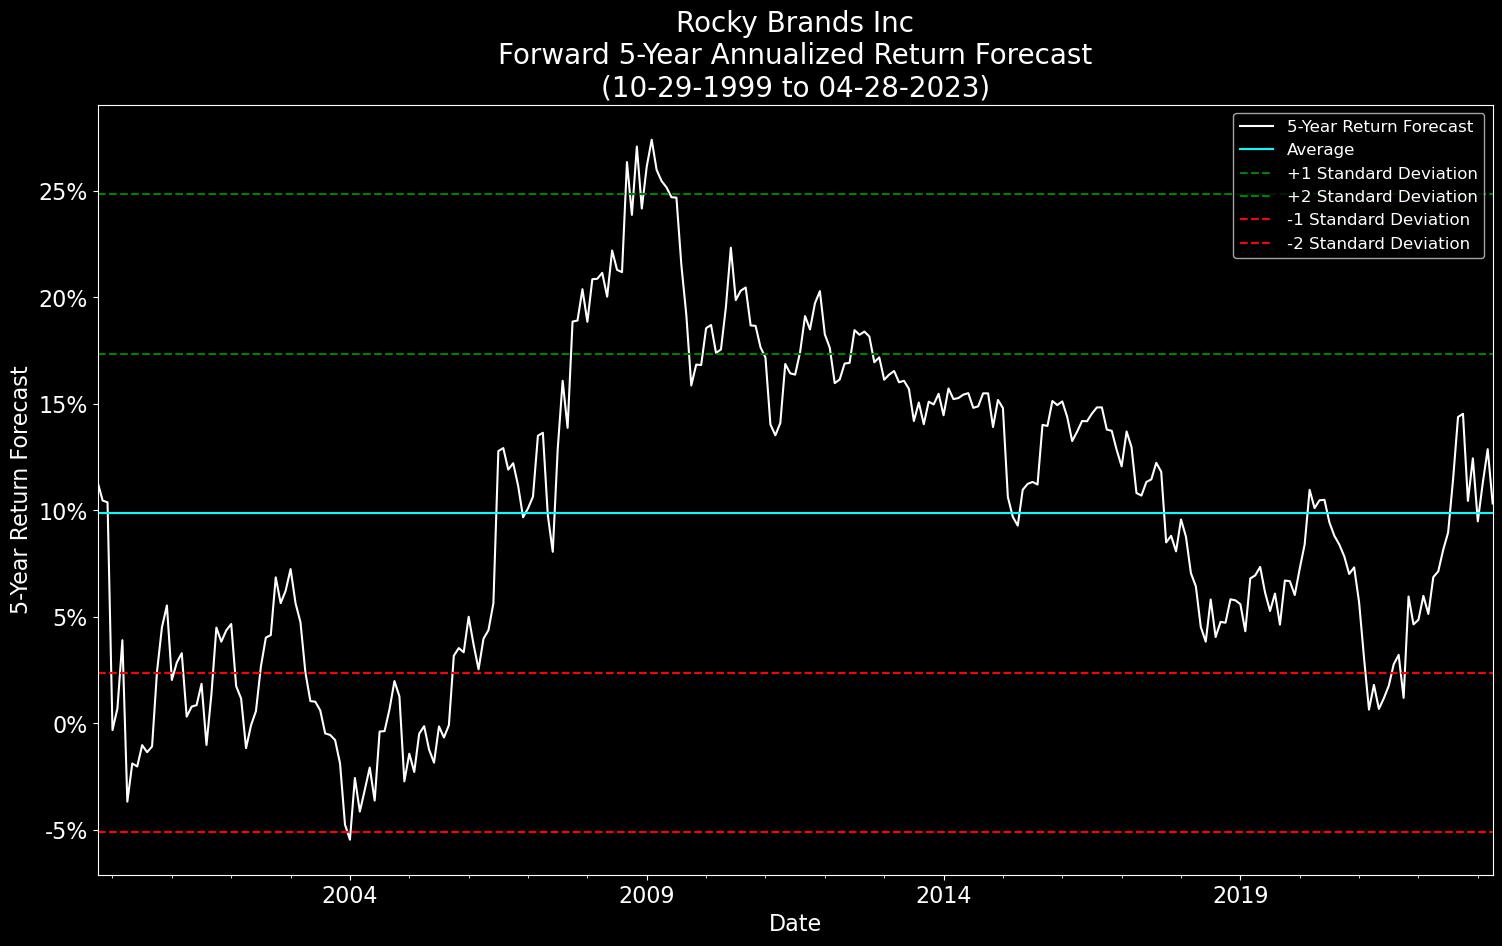 Rocky Brands Inc
Forward 5-Year Annualized Return Forecast
(10-29-1999 to 04-28-2023)
5-Year Return Forecast
Average
+1 Standard Deviation
+2 Standard Deviation
-1 Standard Deviation
-2 Standard Deviation
5-Year Return Forecast
25%
20%
15%
10%
5%
0%
-5%
2004
2009
2014
2019
Date